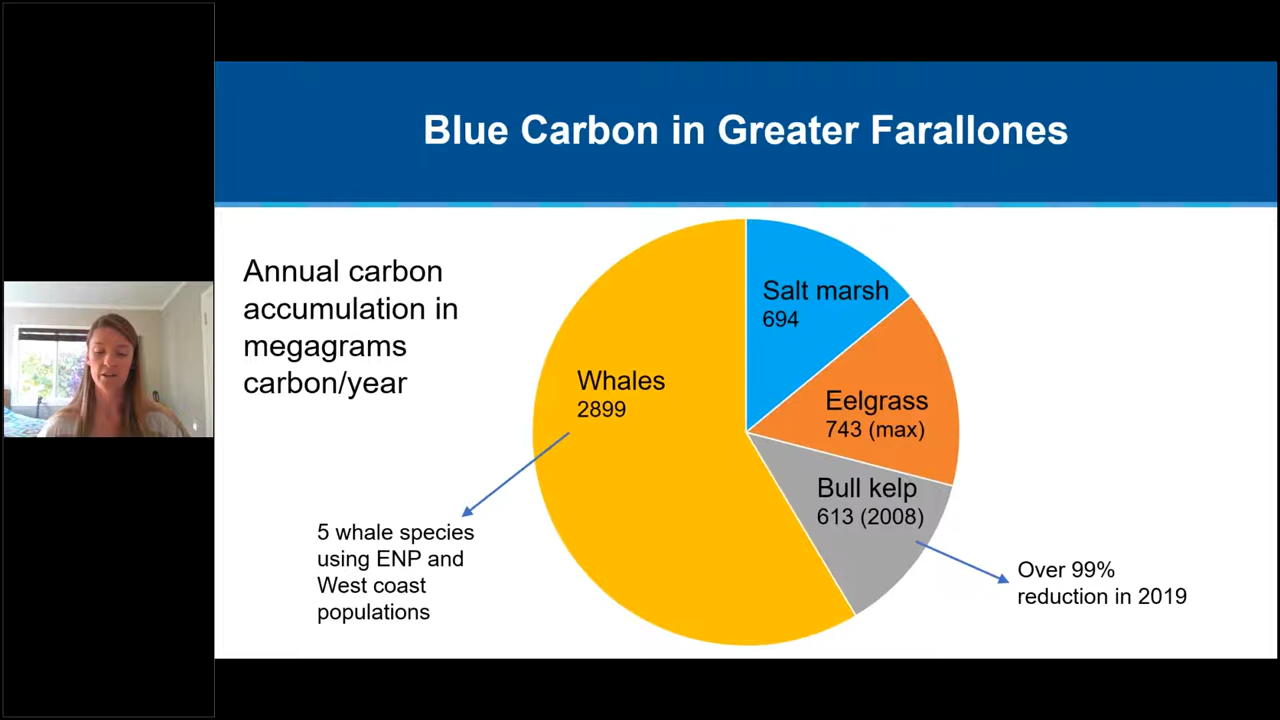 Blue Carbon in Greater Farallones
Annual carbon
accumulation in
megagrams
carbon/year
Salt marsh
694
Whales
2899
Eelgrass
743 (max)
Bull kelp
613 (2008)
5 whale species
using ENP and
West coast
populations
Over 99%
reduction in 2019